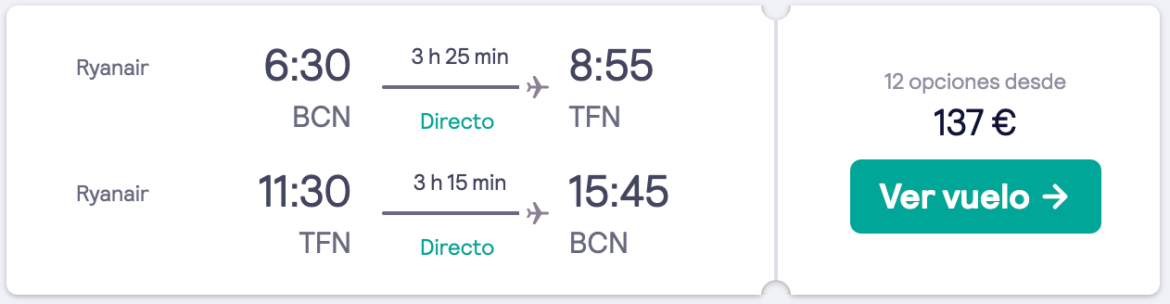 Ryanair
6:30
BCN
3 h 25 min
Directo
8:55
TFN
Ryanair
11:30
TFN
3 h 15 min
Directo
15:45
BCN
12 opciones desde
137 €
Ver vuelo →